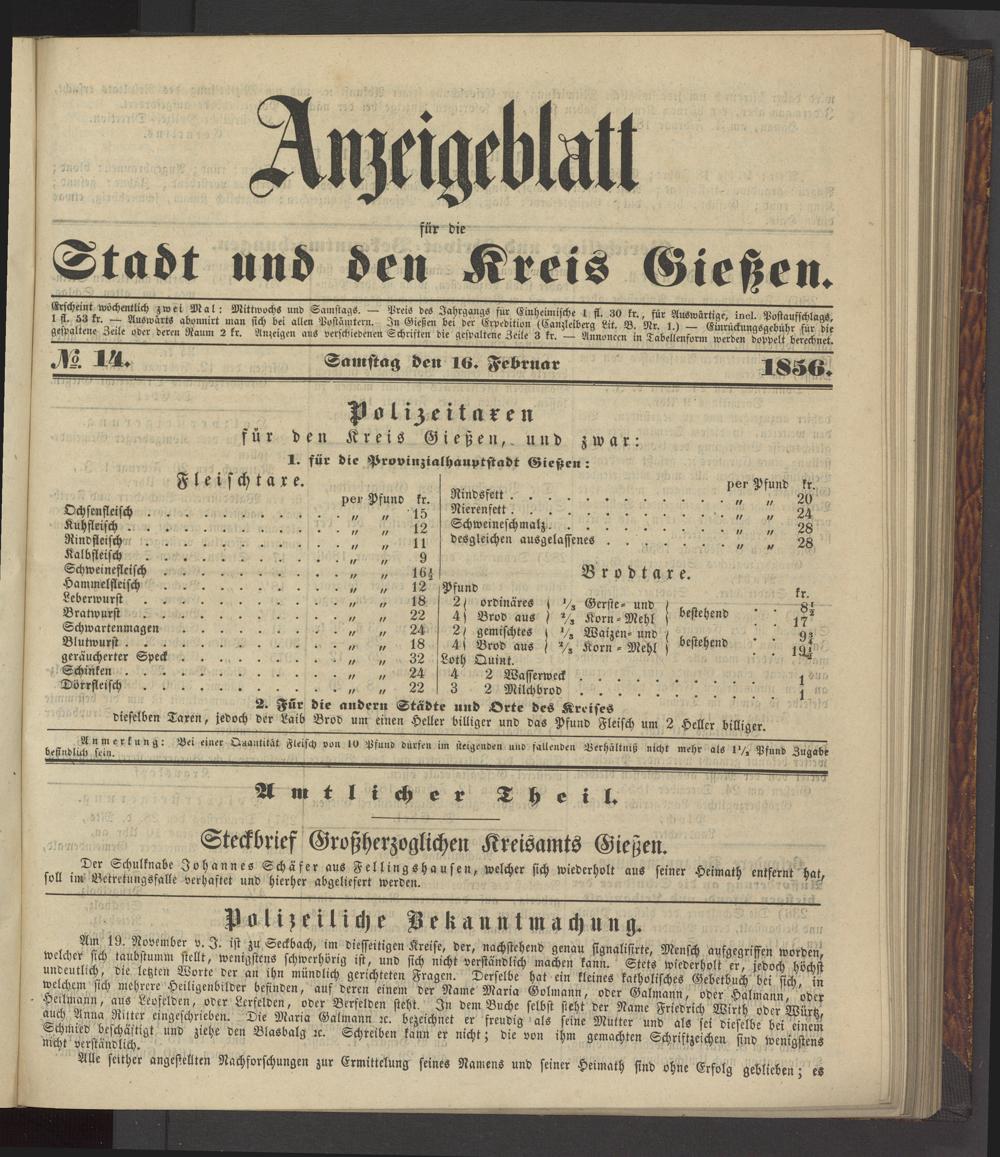 Anzeigeblatt
für die
Stadt und den Kreis Gießen.
Erscheint wöchentlich zwei Mal: Mittwochs und Samstags. — Preis des Jahrgangs für Einheimische 1 fl. 30 kr., für Auswärtige, incl. Postaufschlags,
1 fl. 53 kr. — Auswärts abonnirt man sich bei allen Postämtern. — In Gießen bei der Expedition (Canzleiberg Lit. B. Nr. 1.) — Einrückungsgebühr für die
gespaltene Zeile oder deren Raum 2 kr. Anzeigen aus verschiedenen Schriften die gespaltene Zeile 3 kr. — Annoncen in Tabellenform werden doppelt berechnet.
№ 14. Samstag den 16. Februar 1856.
Polizeitaxen
für den Kreis Gießen, und zwar:
1. für die Provinzialhauptstadt Gießen:
Fleischtaxe.
per Pfund kr.
Ochsenfleisch . . . . . . . . . „ „ 15
Kuhfleisch . . . . . . . . . „ „ 12
Rindfleisch . . . . . . . . . „ „ 11
Kalbfleisch . . . . . . . . . „ „ 9
Schweinefleisch . . . . . . . . . „ „ 16½
Hammelfleisch . . . . . . . . . „ „ 12
Leberwurst . . . . . . . . . „ „ 18
Bratwurst . . . . . . . . . „ „ 22
Schwartenmagen . . . . . . . . . „ „ 24
Blutwurst . . . . . . . . . „ „ 18
geräucherter Speck . . . . . . . . . „ „ 32
Schinken . . . . . . . . . „ „ 24
Dörrfleisch . . . . . . . . . „ „ 22
per Pfund kr.
Rindsfett . . . . . . . . . „ „ 20
Nierenfett . . . . . . . . . „ „ 24
Schweineschmalz . . . . . . . . . „ „ 28
desgleichen ausgelassenes . . . . . . . „ „ 28
Brodtaxe.
Pfund kr.
2 ordinäres ⅓ Gerste- und bestehend . . 8½
4 Brod aus ⅔ Korn-Mehl . . 17
2 gemischtes ⅓ Waizen- und bestehend . . 9¾
4 Brod aus ⅔ Korn-Mehl . . 19½
Loth Quint.
4 2 Wasserweck . . . . . . . . . 1
3 2 Milchbrod . . . . . . . . . 1
2. Für die andern Städte und Orte des Kreises
dieselben Taxen, jedoch der Laib Brod um einen Heller billiger und das Pfund Fleisch um 2 Heller billiger.
Anmerkung: Bei einer Quantität Fleisch von 10 Pfund dürfen im steigenden und fallenden Verhältniß nicht mehr als 1½ Pfund Zugabe
befindlich sein.
Amtlicher Theil.
Steckbrief Großherzoglichen Kreisamts Gießen.
Der Schulknabe Johannes Schäfer aus Fellingshausen, welcher sich wiederholt aus seiner Heimath entfernt hat,
soll im Betretungsfalle verhaftet und hierher abgeliefert werden.
Polizeiliche Bekanntmachung.
Am 19. November v. J. ist zu Seckbach, im diesseitigen Kreise, der, nachstehend genau signalisirte, Mensch aufgegriffen worden,
welcher sich taubstumm stellt, wenigstens schwerhörig ist, und sich nicht verständlich machen kann. Stets wiederholt er, jedoch höchst
undeutlich, die letzten Worte der an ihn mündlich gerichteten Fragen. Derselbe hat ein kleines katholisches Gebetbuch bei sich, in
welchem sich mehrere Heiligenbilder befinden, auf deren einem der Name Maria Golmann, oder Galmann, oder Halmann, oder
Heilmann, aus Leofelden, oder Lerfelden, oder Berfelden steht. In dem Buche selbst steht der Name Friedrich Wirth oder Würtz,
auch Anna Ritter eingeschrieben. Die Maria Galmann ꝛc. bezeichnet er freudig als seine Mutter und als sei dieselbe bei einem
Schmied beschäftigt und ziehe den Blasbalg ꝛc. Schreiben kann er nicht; die von ihm gemachten Schriftzeichen sind wenigstens
nicht verständlich.
Alle seither angestellten Nachforschungen zur Ermittelung seines Namens und seiner Heimath sind ohne Erfolg geblieben; es